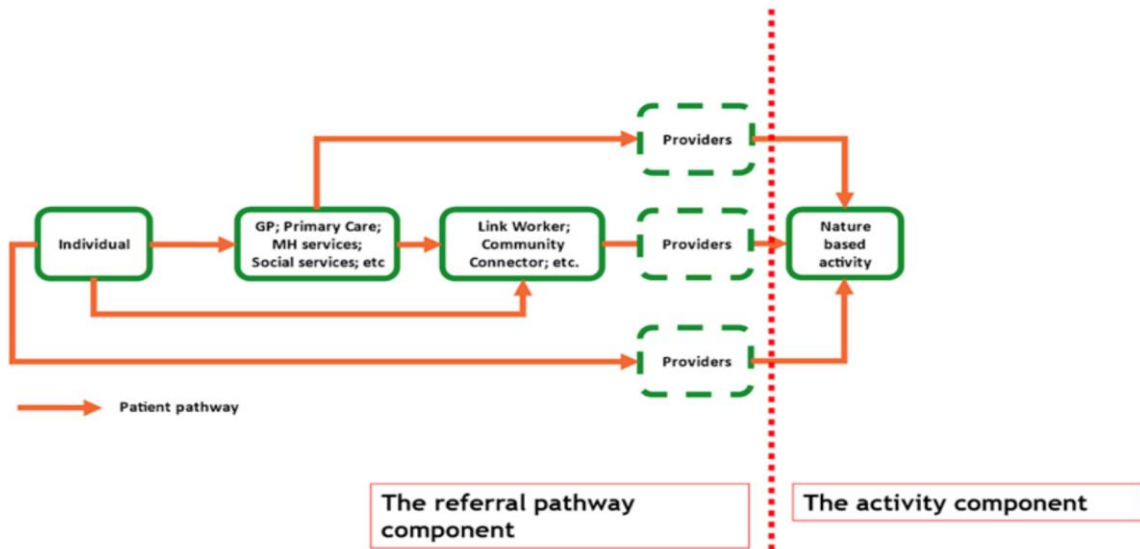 Providers
Individual
GP; Primary Care;
MH services;
Social services; etc
Link Worker;
Community
Connector; etc.
Providers
Nature
based
activity
Providers
Patient pathway
The referral pathway
component
The activity component